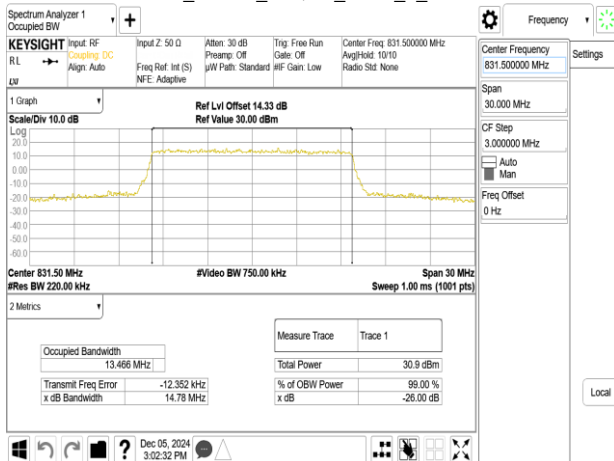 Spectrum Analyzer 1
Occupied BW
+
Frequency
KEYSIGHT
Input: RF
Coupling: DC
Align: Auto
Input Z: 50 Ω
Freq Ref: Int (S)
NFE: Adaptive
Atten: 30 dB
Preamp: Off
µW Path: Standard
Trig: Free Run
Gate: Off
#IF Gain: Low
Center Freq: 831.500000 MHz
Avg|Hold: 10/10
Radio Std: None
RL
LXI
Center Frequency
831.500000 MHz
Settings
Span
30.000 MHz
CF Step
3.000000 MHz
Auto
Man
Freq Offset
0 Hz
Local
1 Graph
Scale/Div 10.0 dB
Ref Lvl Offset 14.33 dB
Ref Value 30.00 dBm
Log
20.0
10.0
0.00
-10.0
-20.0
-30.0
-40.0
-50.0
-60.0
Center 831.50 MHz
#Video BW 750.00 kHz
Span 30 MHz
#Res BW 220.00 kHz
Sweep 1.00 ms (1001 pts)
2 Metrics
Measure Trace Trace 1
Occupied Bandwidth
13.466 MHz
Total Power 30.9 dBm
Transmit Freq Error -12.352 kHz
% of OBW Power 99.00 %
x dB Bandwidth 14.78 MHz
x dB -26.00 dB
?
Dec 05, 2024
3:02:32 PM